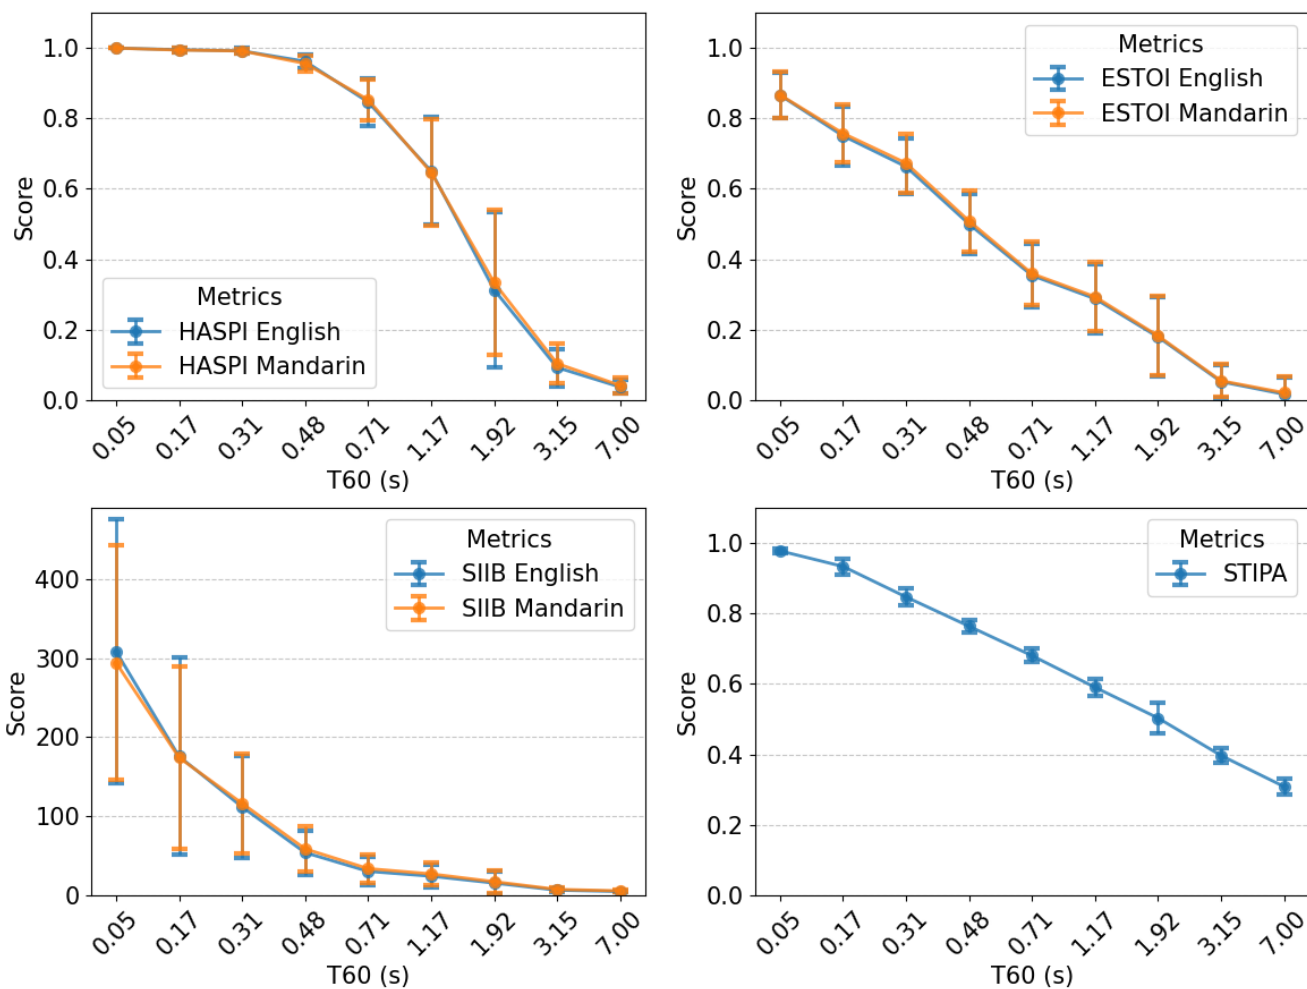 1.0
0.8
0.6
0.4
0.2
0.0
Score
Metrics
HASPI English
HASPI Mandarin
0.05 0.17 0.31 0.48 0.71 1.17 1.92 3.15 7.00
T60 (s)
1.0
0.8
0.6
0.4
0.2
0.0
Score
Metrics
ESTOI English
ESTOI Mandarin
0.05 0.17 0.31 0.48 0.71 1.17 1.92 3.15 7.00
T60 (s)
400
300
200
100
0
Score
Metrics
SIIB English
SIIB Mandarin
0.05 0.17 0.31 0.48 0.71 1.17 1.92 3.15 7.00
T60 (s)
1.0
0.8
0.6
0.4
0.2
0.0
Score
Metrics
STIPA
0.05 0.17 0.31 0.48 0.71 1.17 1.92 3.15 7.00
T60 (s)